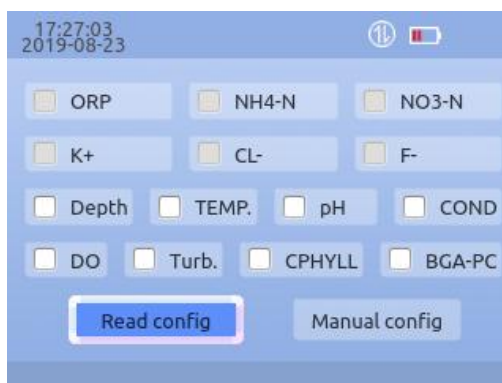 17:27:03
2019-08-23
ORP NH4-N NO3-N
K+ CL- F-
Depth TEMP. pH COND
DO Turb. CPHYLL BGA-PC
Read config Manual config